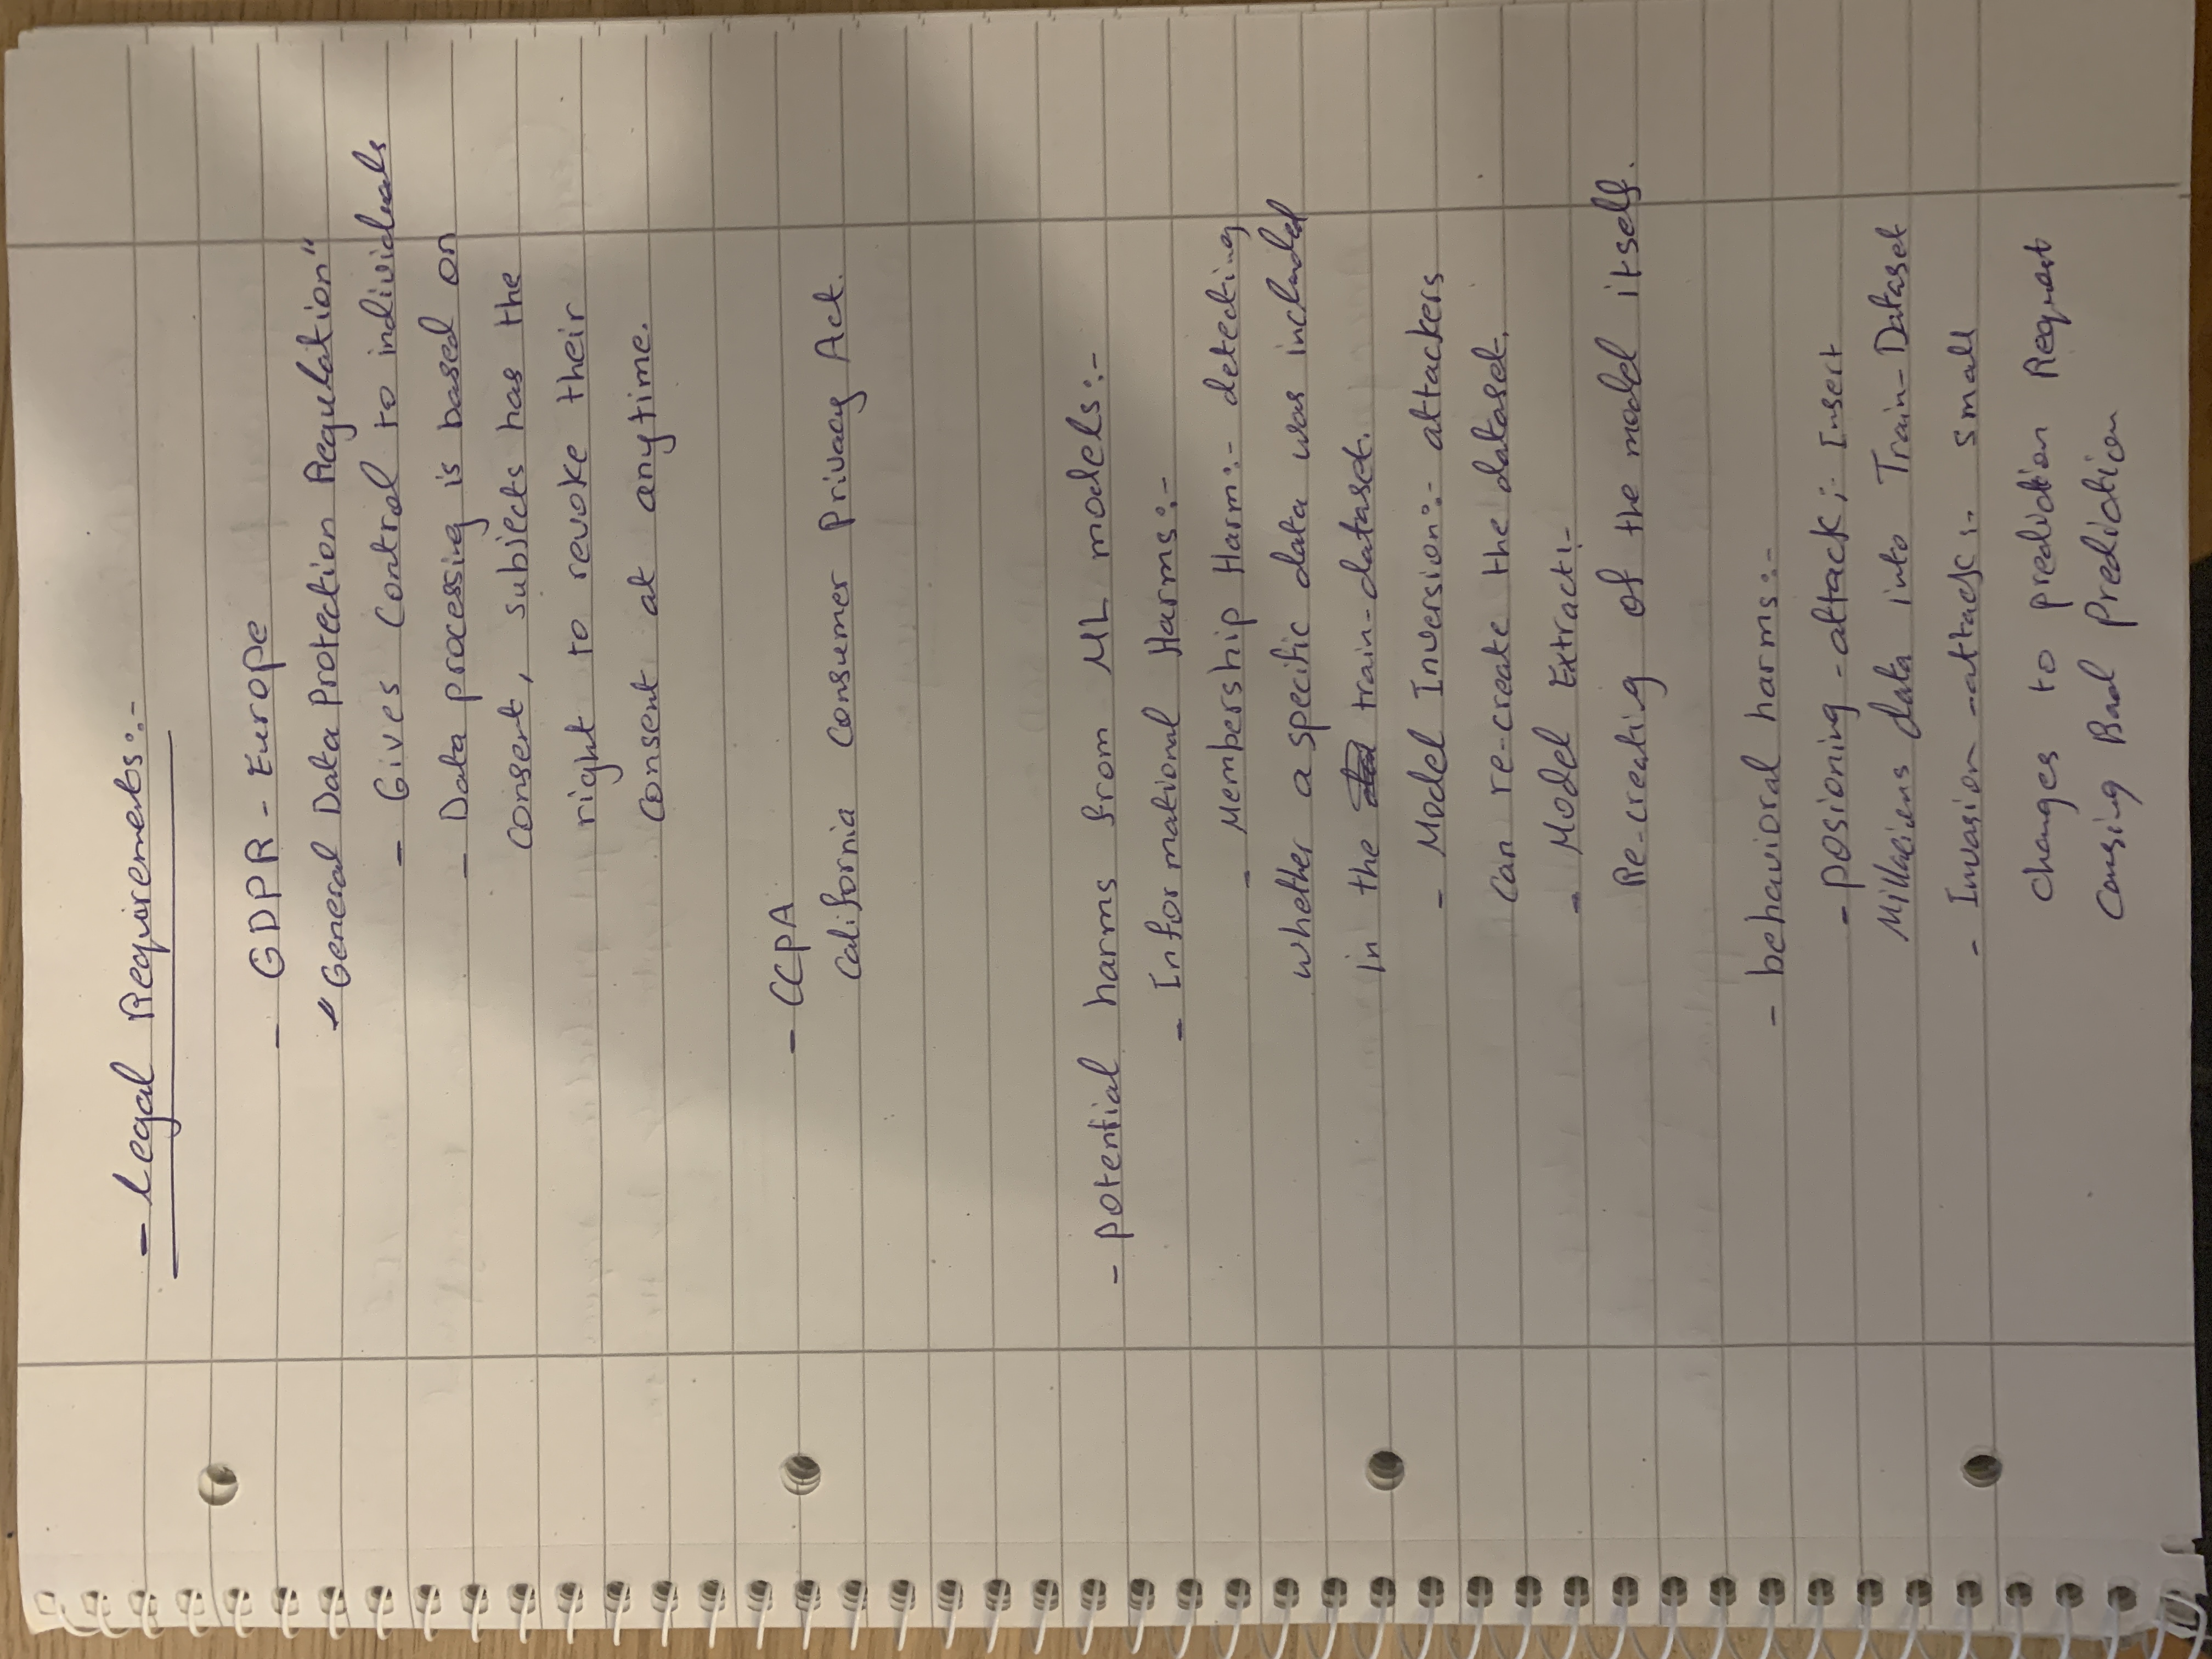 - Legal Requirements:-
- GDPR - Europe
"General Data Protection Regulation"
- Gives Control to individuals
- Data processing is based on
consent, subjects has the
right to revoke their
consent at anytime.
- CCPA
California Consumer Privacy Act.
- potential harms from ML models:-
- Informational Harms:-
- Membership Harm:- detecting
whether a specific data was included
in the train-dataset.
- Model Inversion:- attackers
can re-create the dataset.
- Model Extract:-
Re-creating of the model itself.
- behavioral harms:-
- posioning -attack:- Insert
data into Train-Dataset
- Invasion -attack:- small
changes to prediction Request
causing Bad Prediction